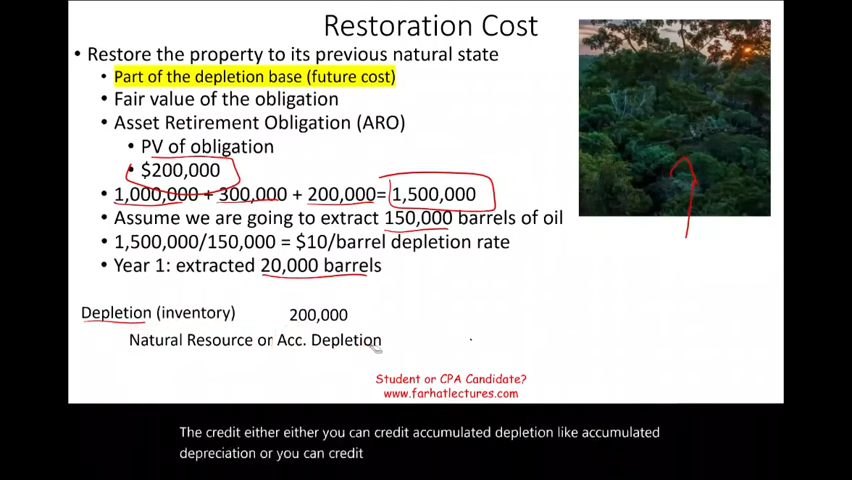 Restoration Cost
• Restore the property to its previous natural state
• Part of the depletion base (future cost)
• Fair value of the obligation
• Asset Retirement Obligation (ARO)
• PV of obligation
• $200,000
• 1,000,000 + 300,000 + 200,000= 1,500,000
• Assume we are going to extract 150,000 barrels of oil
• 1,500,000/150,000 = $10/barrel depletion rate
• Year 1: extracted 20,000 barrels
Depletion (inventory) 200,000
Natural Resource or Acc. Depletion
Student or CPA Candidate?
www.farhatlectures.com
The credit either either you can credit accumulated depletion like accumulated
depreciation or you can credit